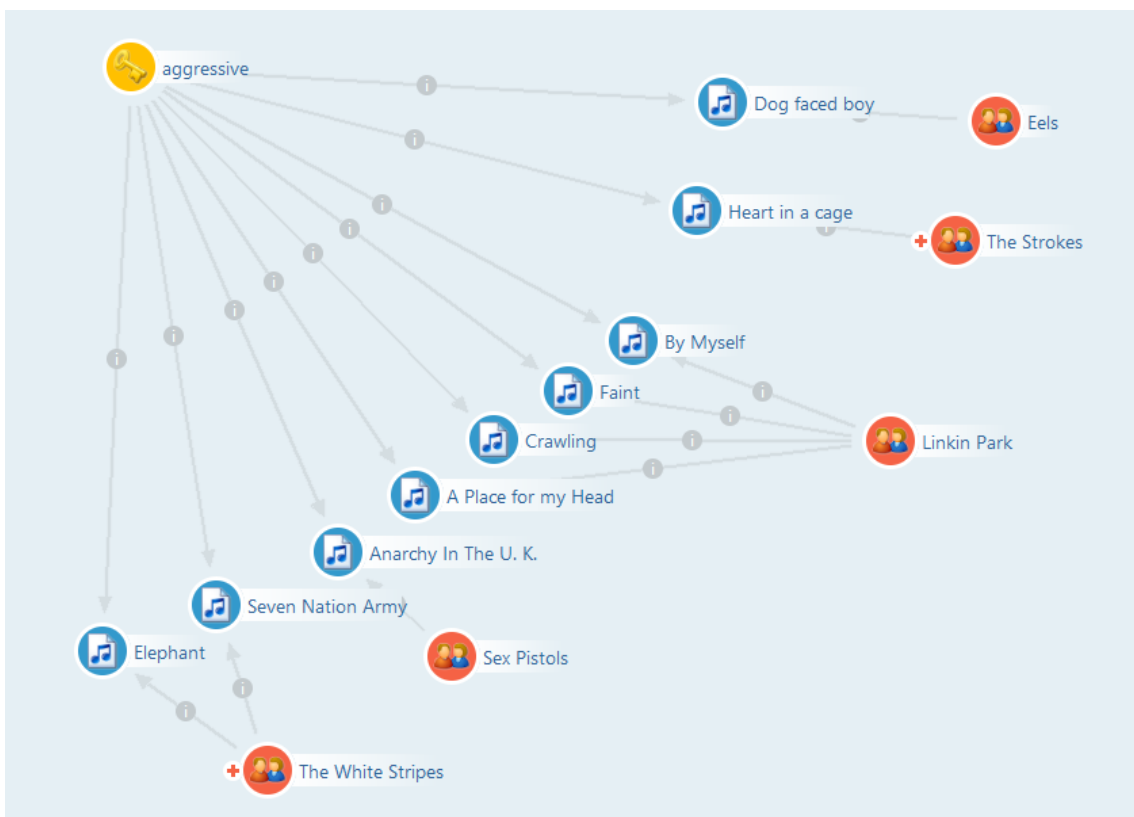 aggressive
Dog faced boy
Eels
Heart in a cage
The Strokes
By Myself
Faint
Crawling
Linkin Park
A Place for my Head
Anarchy In The U. K.
Seven Nation Army
Elephant
Sex Pistols
The White Stripes